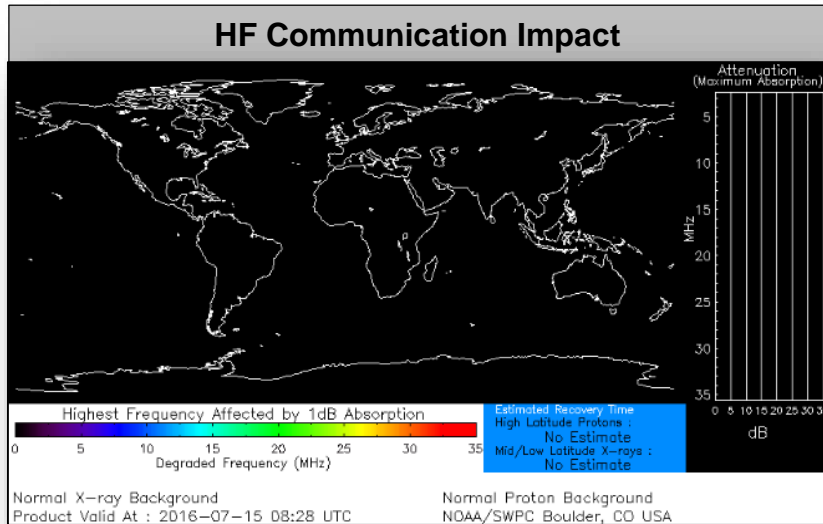 HF Communication Impact
Attenuation
(Maximum Absorption)
5
10
15
20
25
30
35
MHz
0 5 10 15 20 25 30 3
dB
Highest Frequency Affected by 1dB Absorption
0 5 10 15 20 25 30 35
Degraded Frequency (MHz)
Estimated Recovery Time
High Latitude Protons :
No Estimate
Mid/Low Latitude X-rays :
No Estimate
Normal X-ray Background
Normal Proton Background
Product Valid At : 2016-07-15 08:28 UTC
NOAA/SWPC Boulder, CO USA